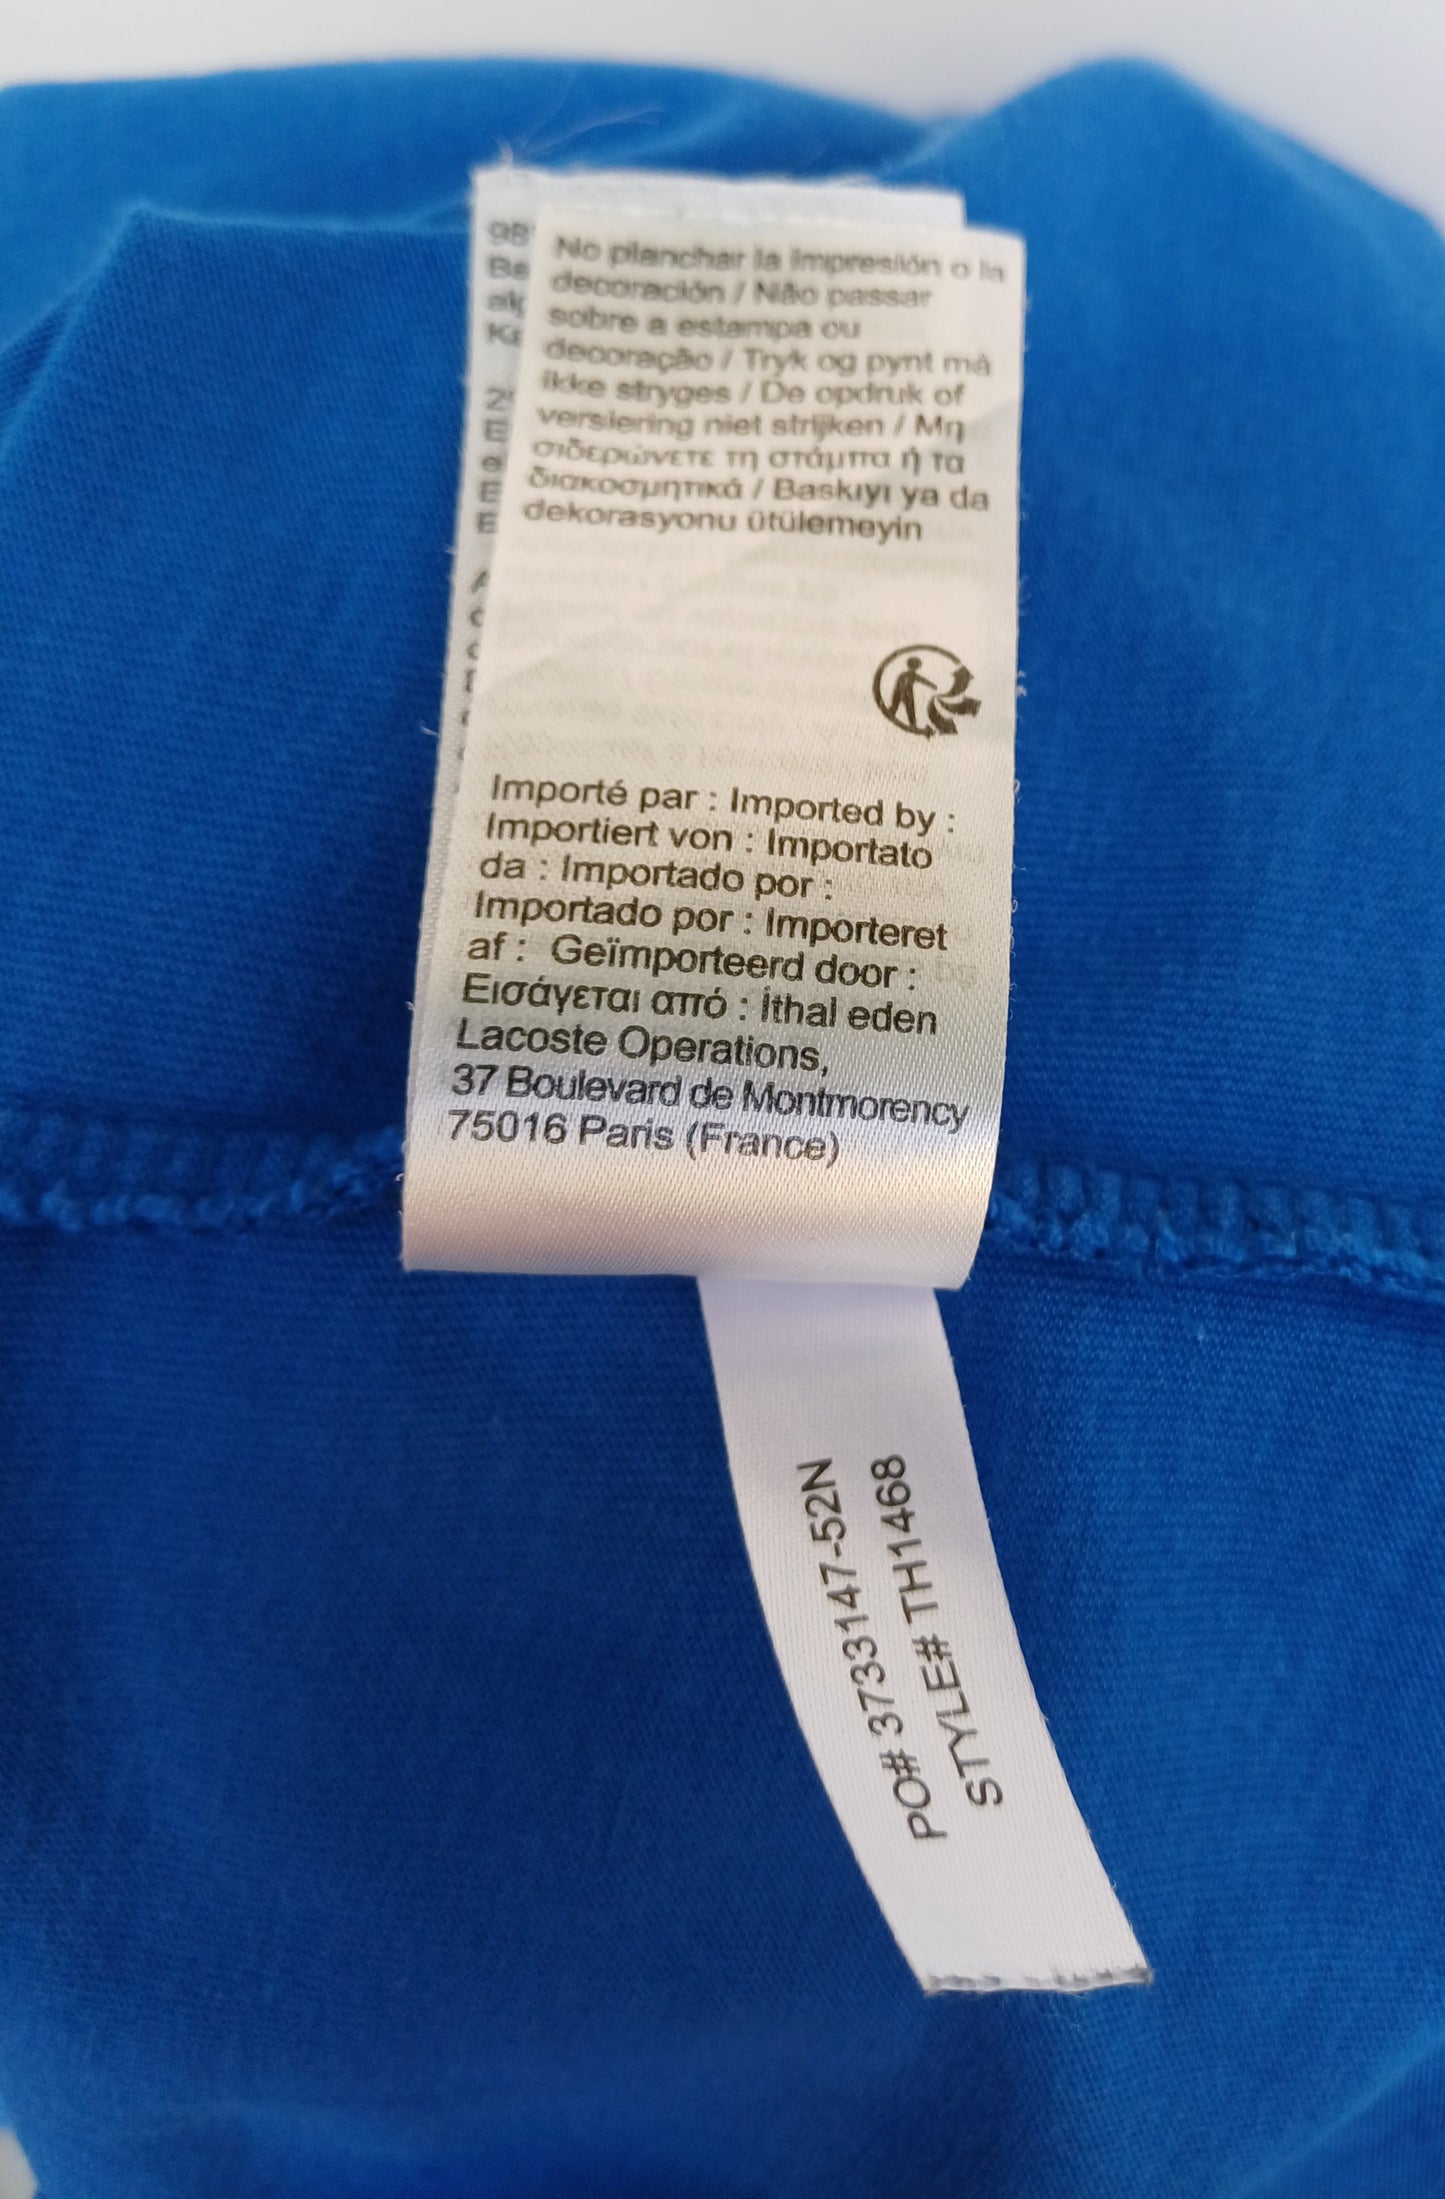 No planchar la impresión o la
decoración / Não passar
sobre a estampa ou
decoração / Tryk og pynt må
ikke stryges / De opdruk of
versiering niet strijken / Μη
σιδερώνετε τη στάμπα ή τα
διακοσμητικά / Baskıyı ya da
dekorasyonu ütülemeyin
Importé par : Imported by :
Importiert von : Importato
da : Importado por :
Importado por : Importeret
af : Geïmporteerd door :
Εισάγεται από : İthal eden
Lacoste Operations,
37 Boulevard de Montmorency
75016 Paris (France)
PO# 3733147-52N
STYLE# TH1468